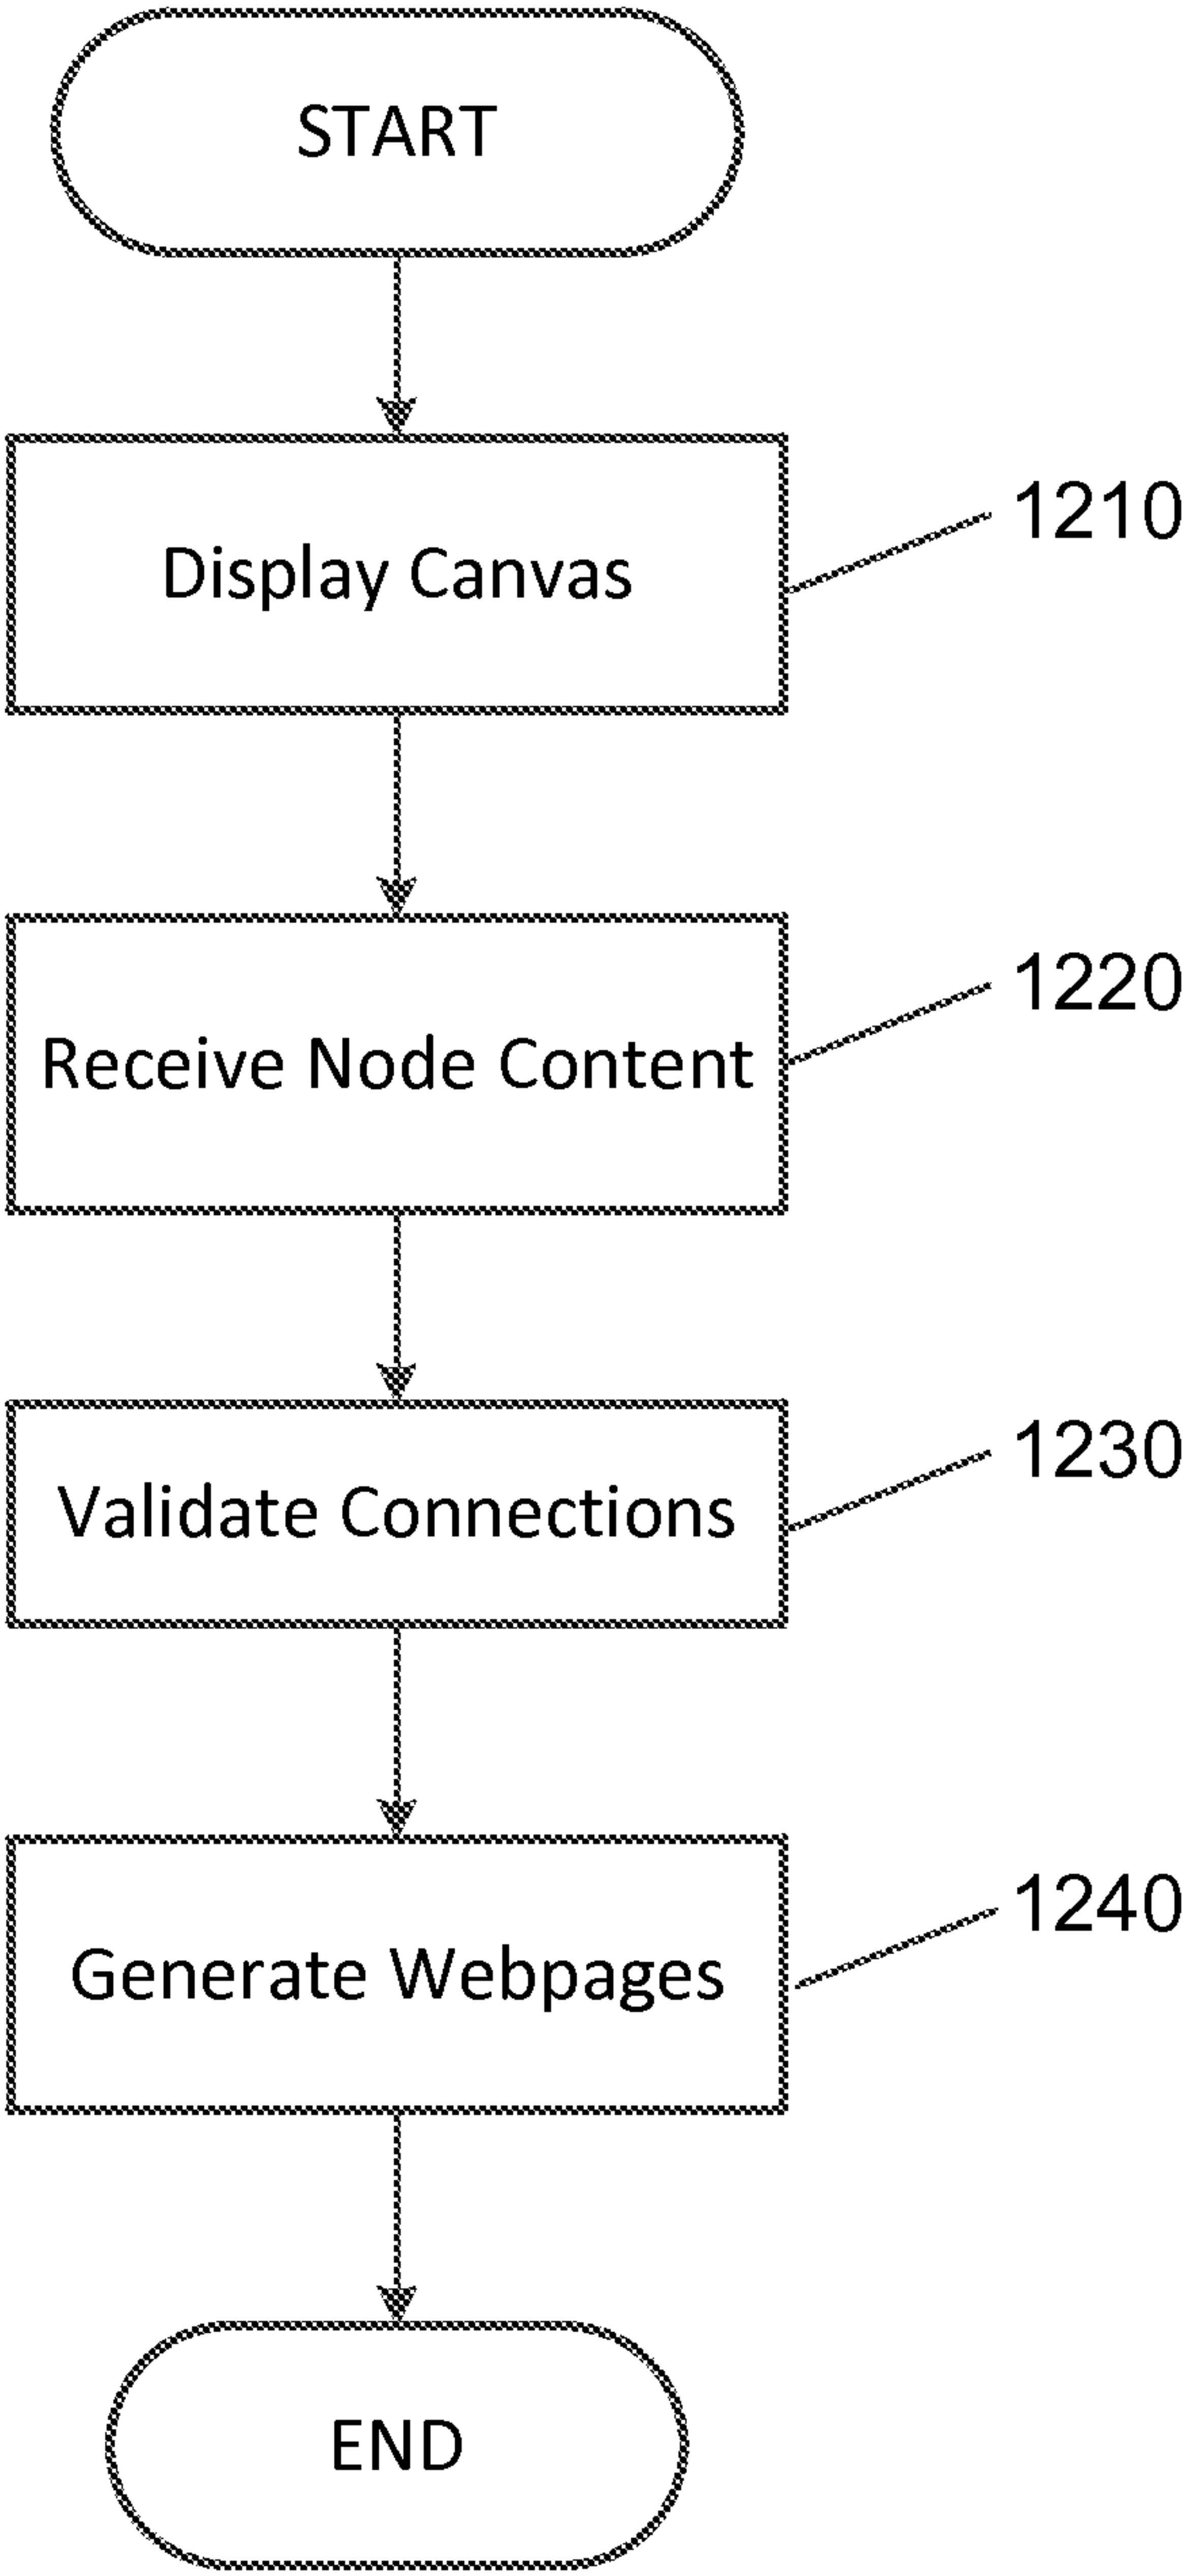 START
Display Canvas
1210
Receive Node Content
1220
Validate Connections
1230
Generate Webpages
1240
END